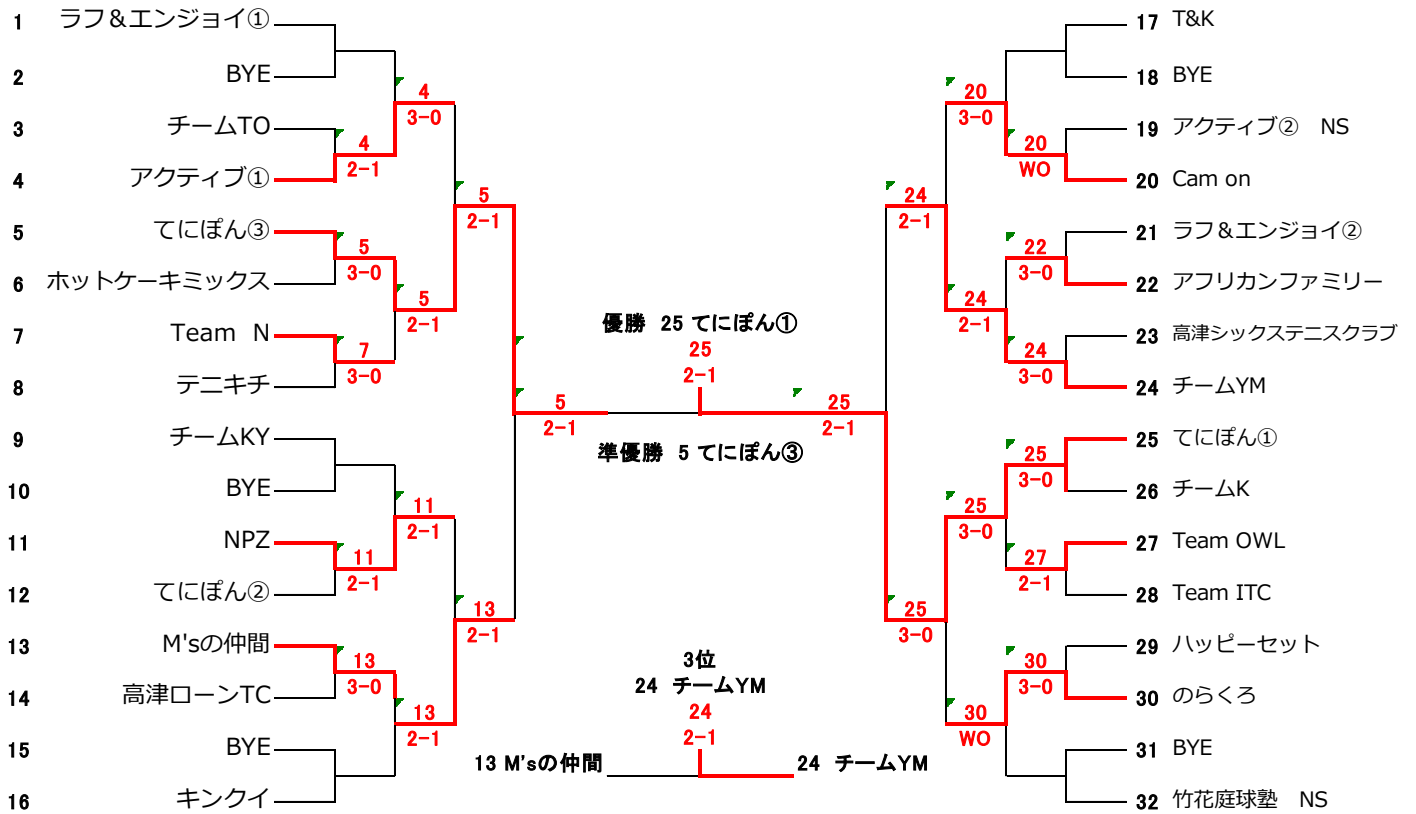 1 ラフ＆エンジョイ①
2 BYE
3 チームTO
4 アクティブ①
5 てにぽん③
6 ホットケーキミックス
7 Team N
8 テニキチ
9 チームKY
10 BYE
11 NPZ
12 てにぽん②
13 M'sの仲間
14 高津ローンTC
15 BYE
16 キンクイ
4
2-1
5
3-0
7
3-0
11
2-1
13
3-0
4
3-0
5
2-1
11
2-1
13
2-1
5
2-1
13
2-1
5
2-1
優勝 25 てにぽん①
25
2-1
準優勝 5 てにぽん③
3位
24 チームYM
24
2-1
13 M'sの仲間
24 チームYM
25
2-1
24
2-1
25
3-0
20
3-0
24
2-1
25
3-0
30
WO
20
WO
22
3-0
24
3-0
25
3-0
27
2-1
30
3-0
17 T&K
18 BYE
19 アクティブ② NS
20 Cam on
21 ラフ＆エンジョイ②
22 アフリカンファミリー
23 高津シックステニスクラブ
24 チームYM
25 てにぽん①
26 チームK
27 Team OWL
28 Team ITC
29 ハッピーセット
30 のらくろ
31 BYE
32 竹花庭球塾 NS